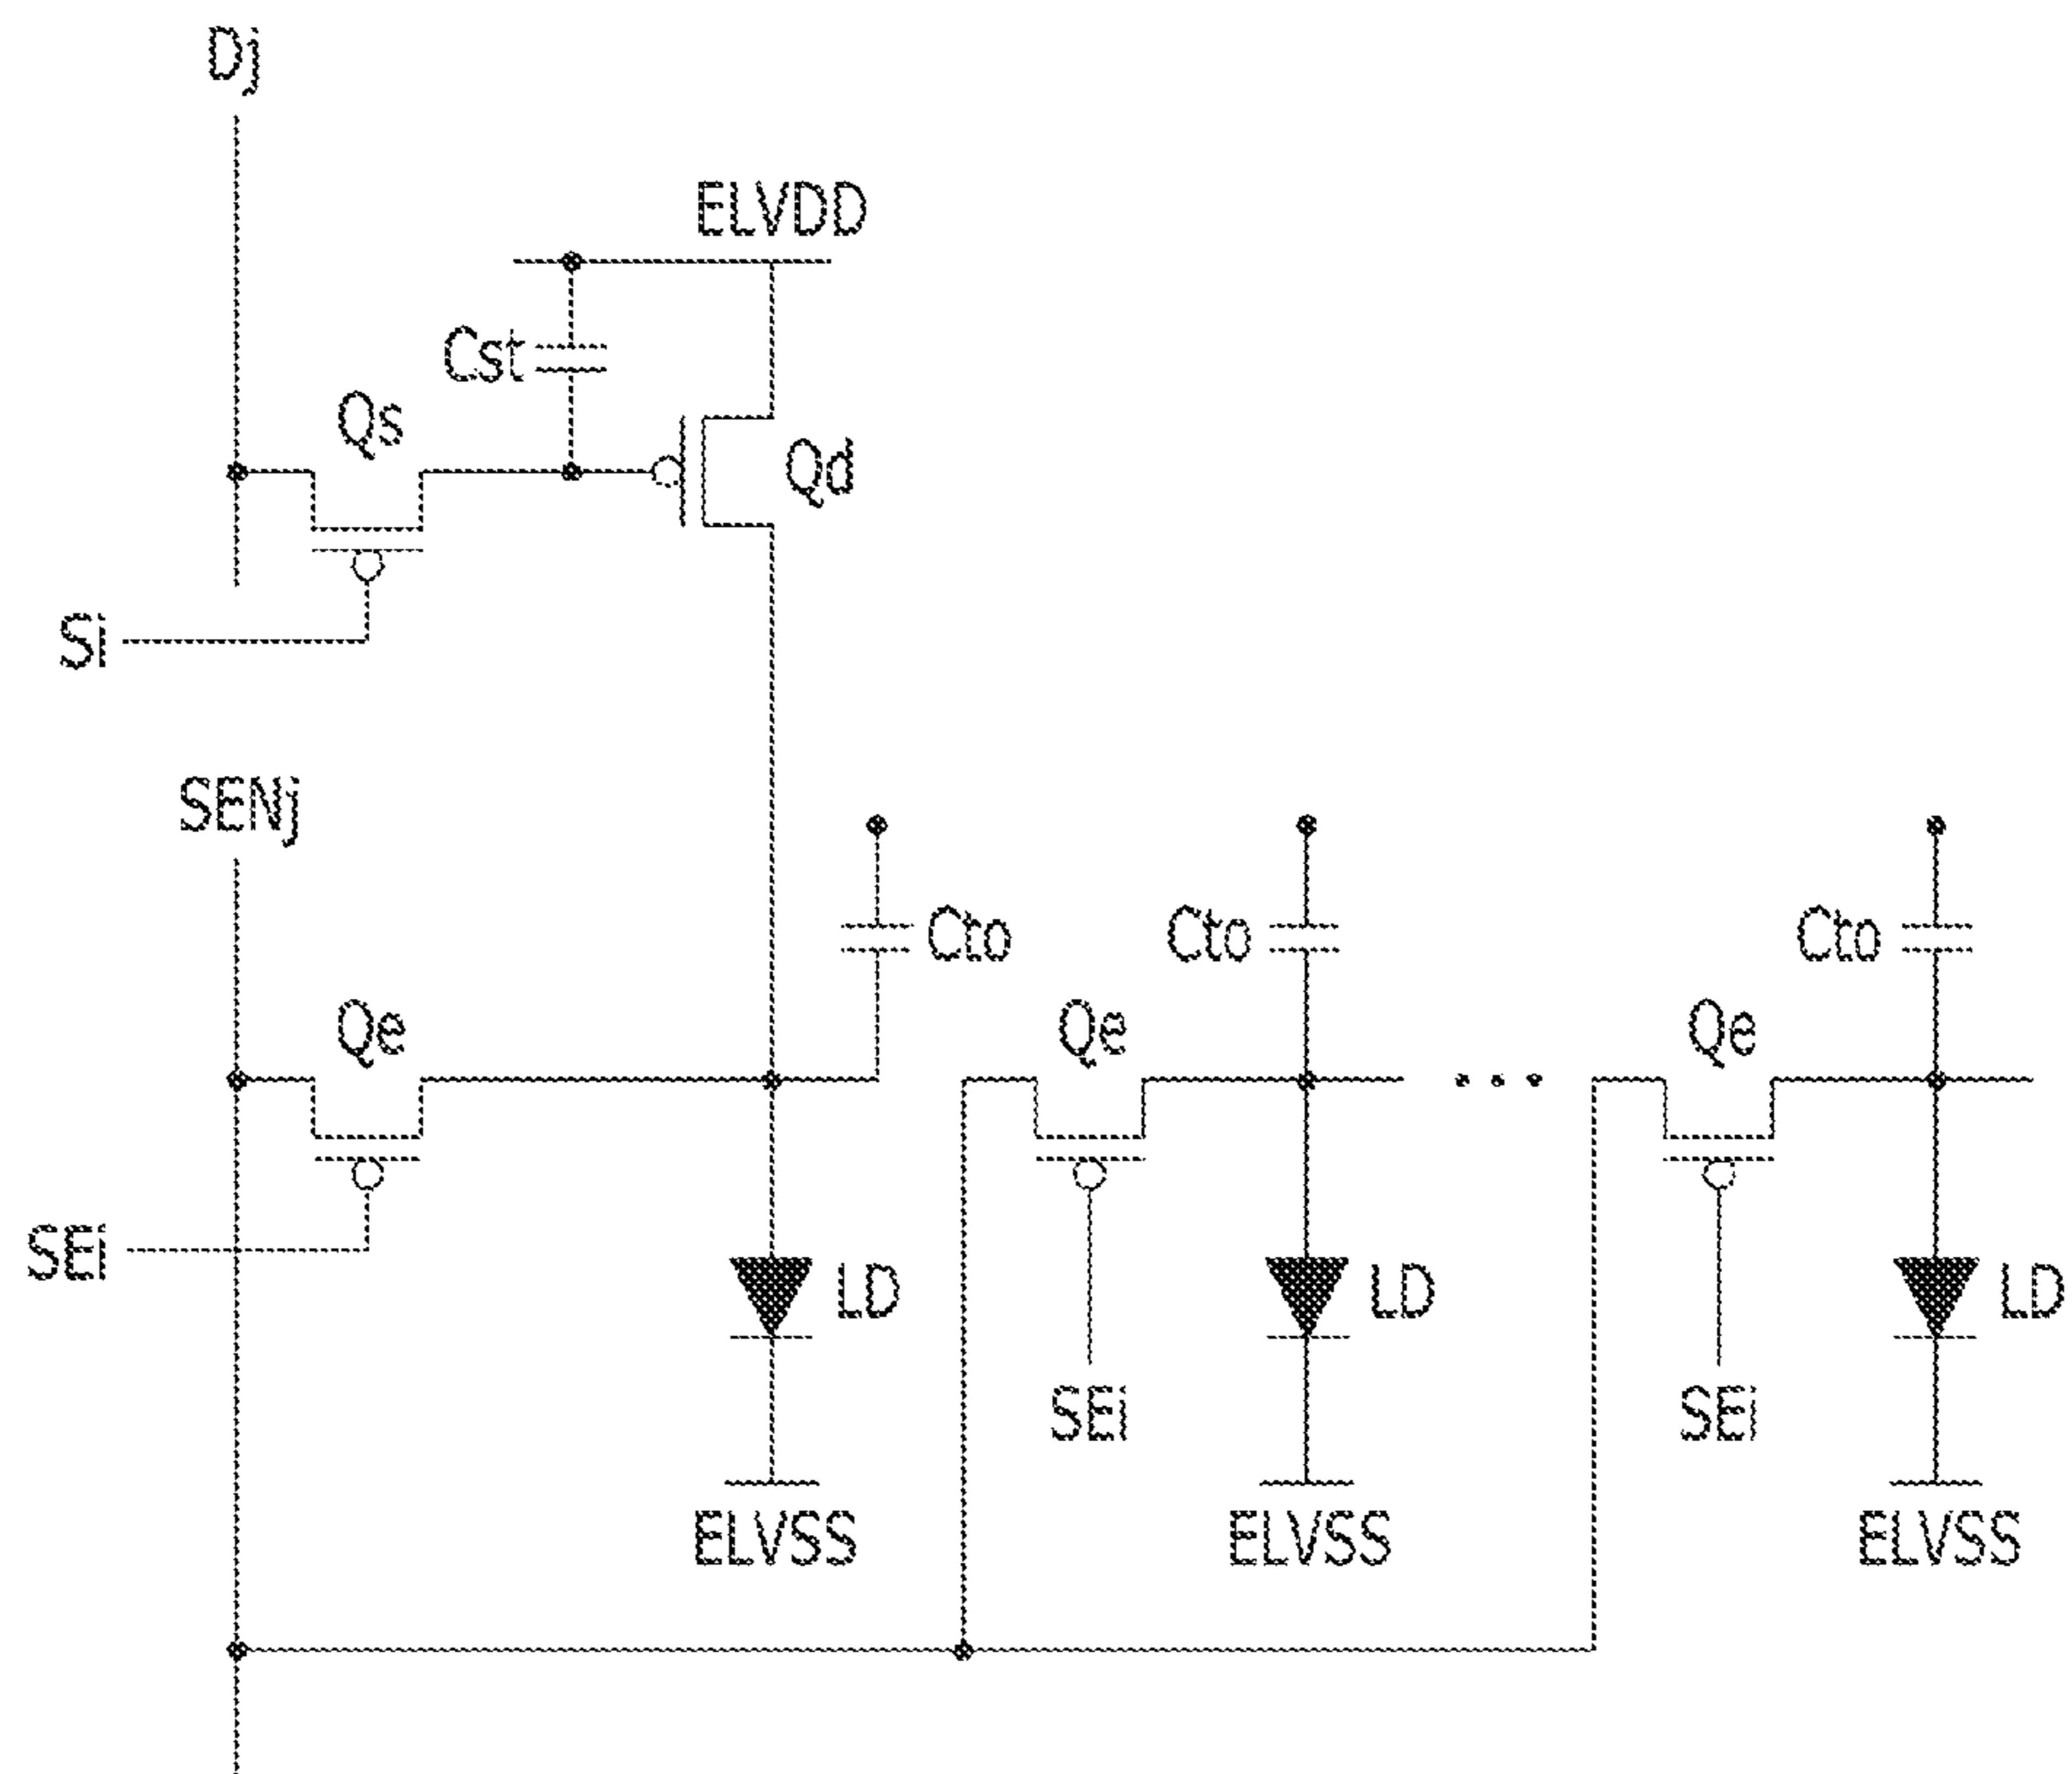 Dj
ELVDD
Cst
Qs
Qd
Si
SENj
Cto
Cto
Cto
Qe
Qe
Qe
SEi
LD
LD
LD
SEi
SEi
ELVSS
ELVSS
ELVSS